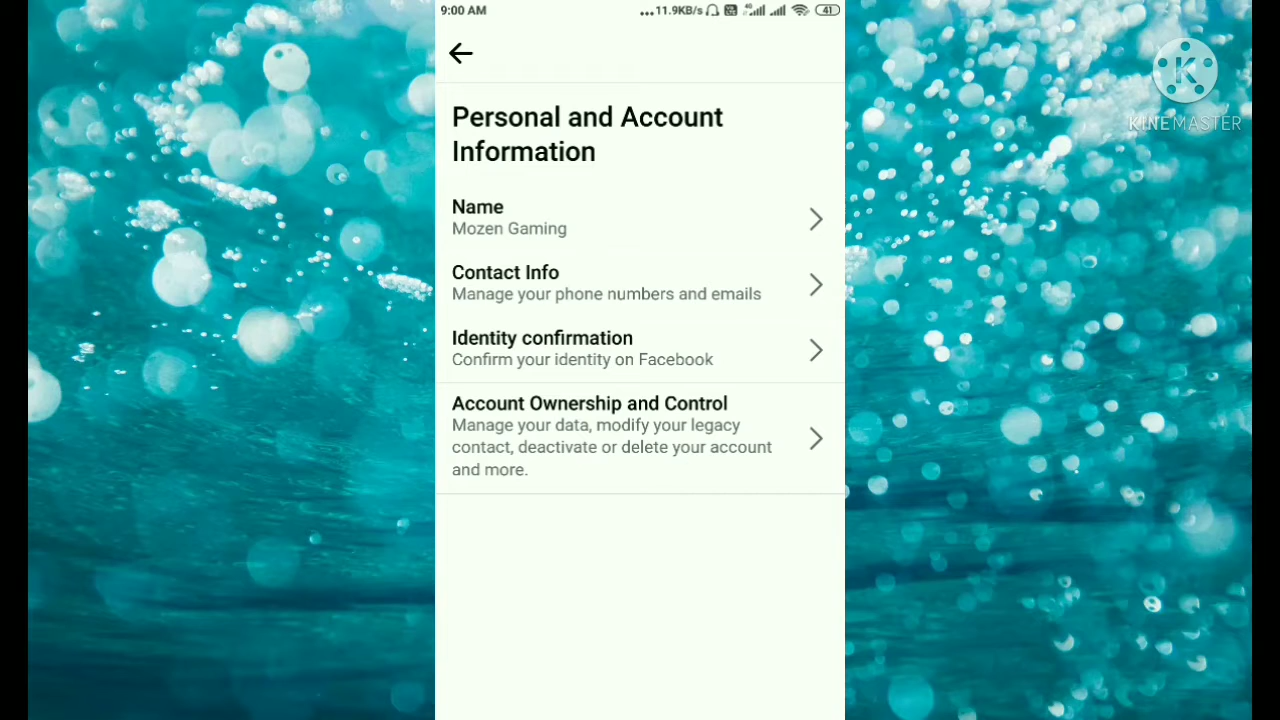 9:00 AM
...11.9KB/s 4G 41
K
KINEMASTER
Personal and Account
Information
Name
Mozen Gaming
Contact Info
Manage your phone numbers and emails
Identity confirmation
Confirm your identity on Facebook
Account Ownership and Control
Manage your data, modify your legacy
contact, deactivate or delete your account
and more.